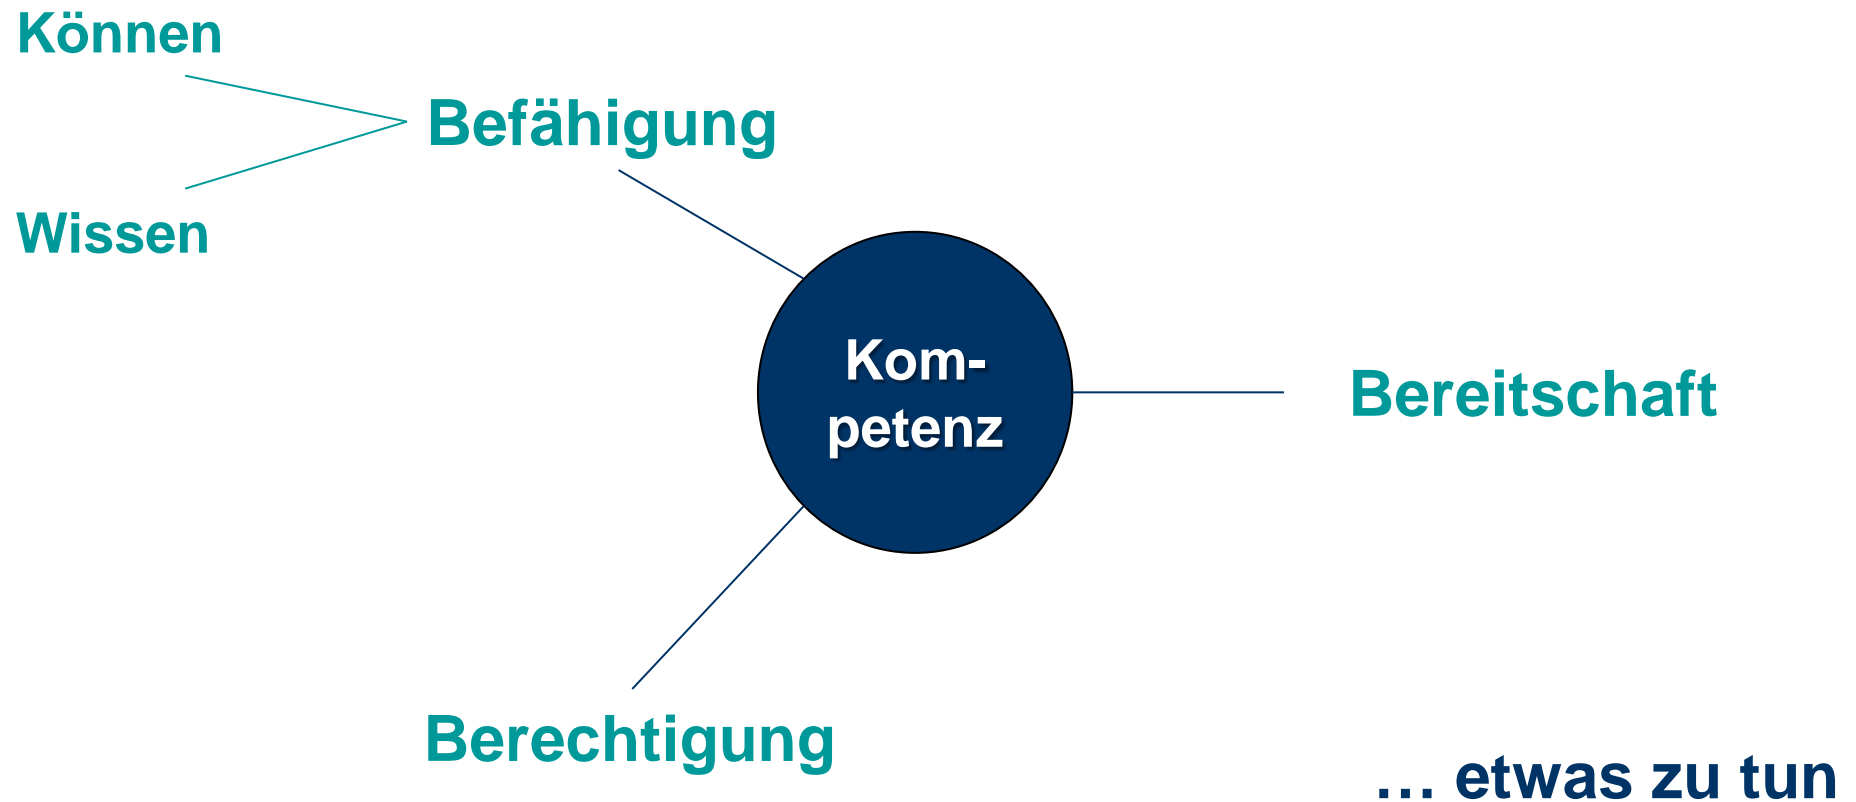 Können
Befähigung
Wissen
Kom-
petenz
Bereitschaft
Berechtigung
… etwas zu tun